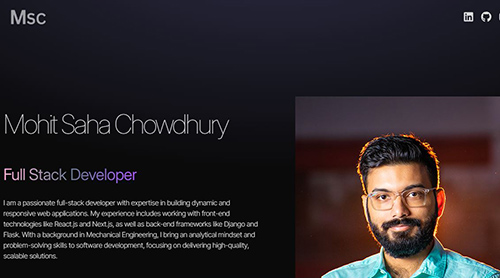 Msc
Mohit Saha Chowdhury
Full Stack Developer
I am a passionate full-stack developer with expertise in building dynamic and
responsive web applications. My experience includes working with front-end
technologies like React.js and Next.js, as well as back-end frameworks like Django and
Flask. With a background in Mechanical Engineering, I bring an analytical mindset and
problem-solving skills to software development, focusing on delivering high-quality,
scalable solutions.